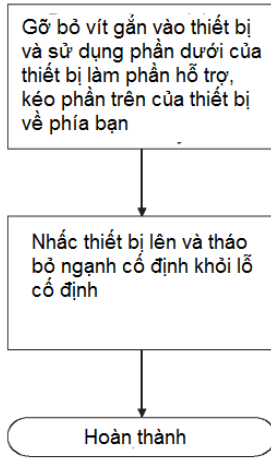 Gỡ bỏ vít gắn vào thiết bị
và sử dụng phần dưới của
thiết bị làm phần hỗ trợ,
kéo phần trên của thiết bị
về phía bạn
Nhấc thiết bị lên và tháo
bỏ ngạnh cố định khỏi lỗ
cố định
Hoàn thành